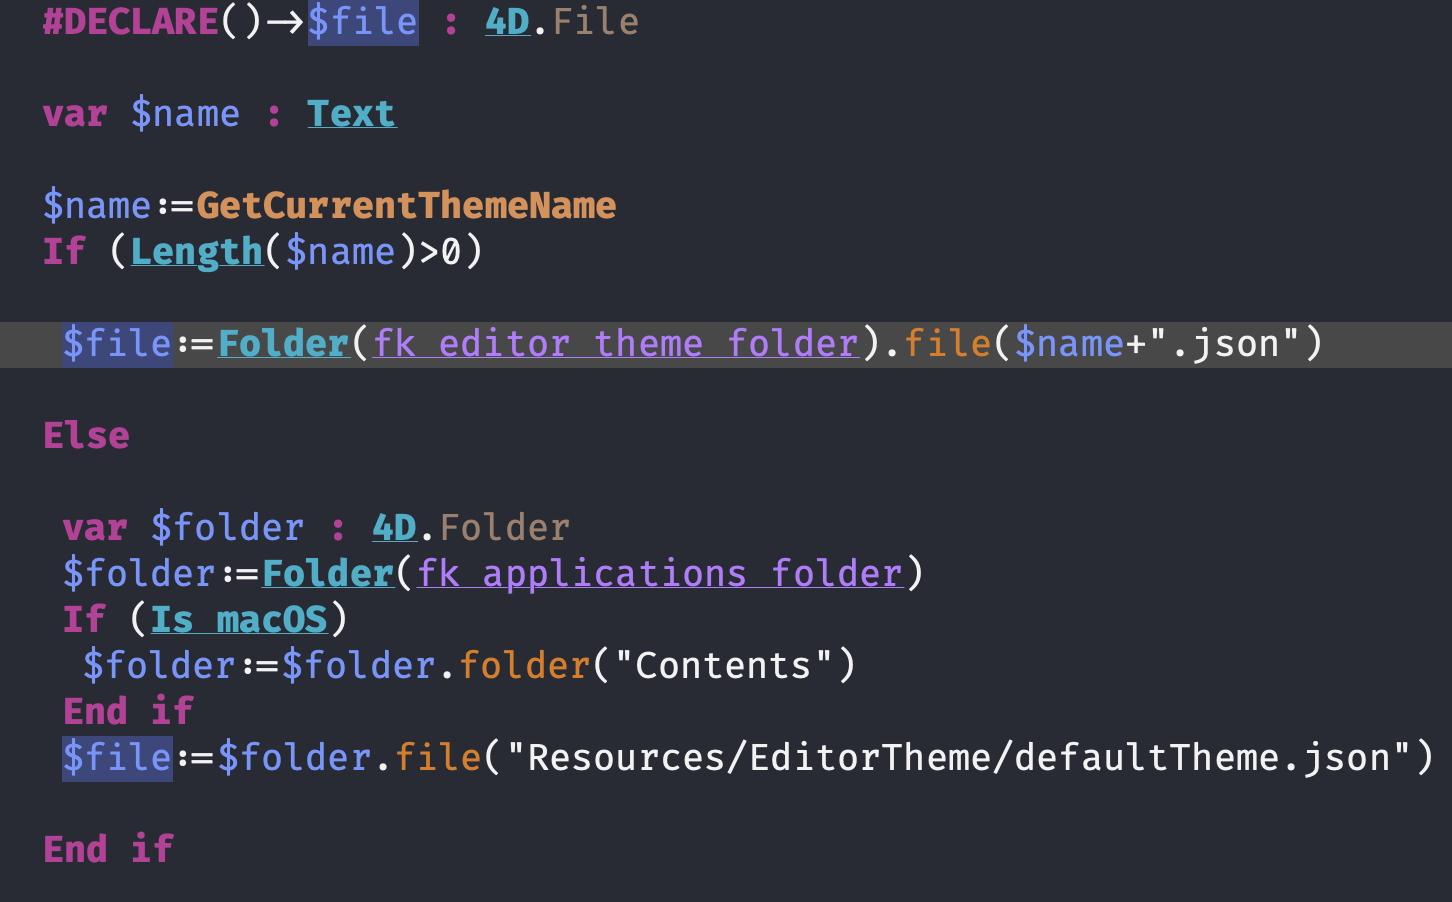 #DECLARE()->$file : 4D.File
var $name : Text
$name:=GetCurrentThemeName
If (Length($name)>0)
$file:=Folder(fk editor theme folder).file($name+".json")
Else
var $folder : 4D.Folder
$folder:=Folder(fk applications folder)
If (Is macOS)
$folder:=$folder.folder("Contents")
End if
$file:=$folder.file("Resources/EditorTheme/defaultTheme.json")
End if